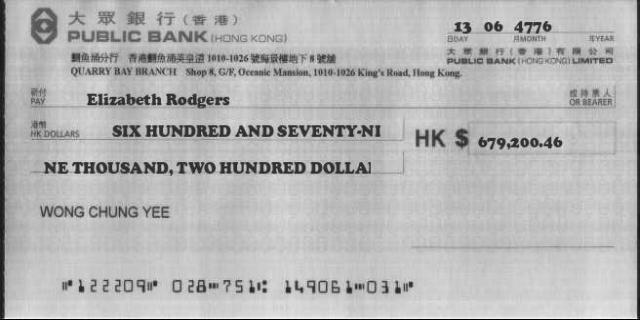 大眾銀行(香港)
PUBLIC BANK (HONG KONG)
13 06 4776
日DAY 月MONTH 年YEAR
大眾銀行(香港)有限公司
PUBLIC BANK (HONG KONG) LIMITED
鰂魚涌分行 香港鰂魚涌英皇道 1010-1026 號海景樓地下 8 號舖
QUARRY BAY BRANCH Shop 8, G/F, Oceanic Mansion, 1010-1026 King's Road, Hong Kong.
祈付
PAY Elizabeth Rodgers 或持票人
OR BEARER
港幣
HK DOLLARS SIX HUNDRED AND SEVENTY-NI
HK $ 679,200.46
NE THOUSAND, TWO HUNDRED DOLLA
WONG CHUNG YEE
⑈122209⑈ 028⑉751⑆ 149061⑉031⑈